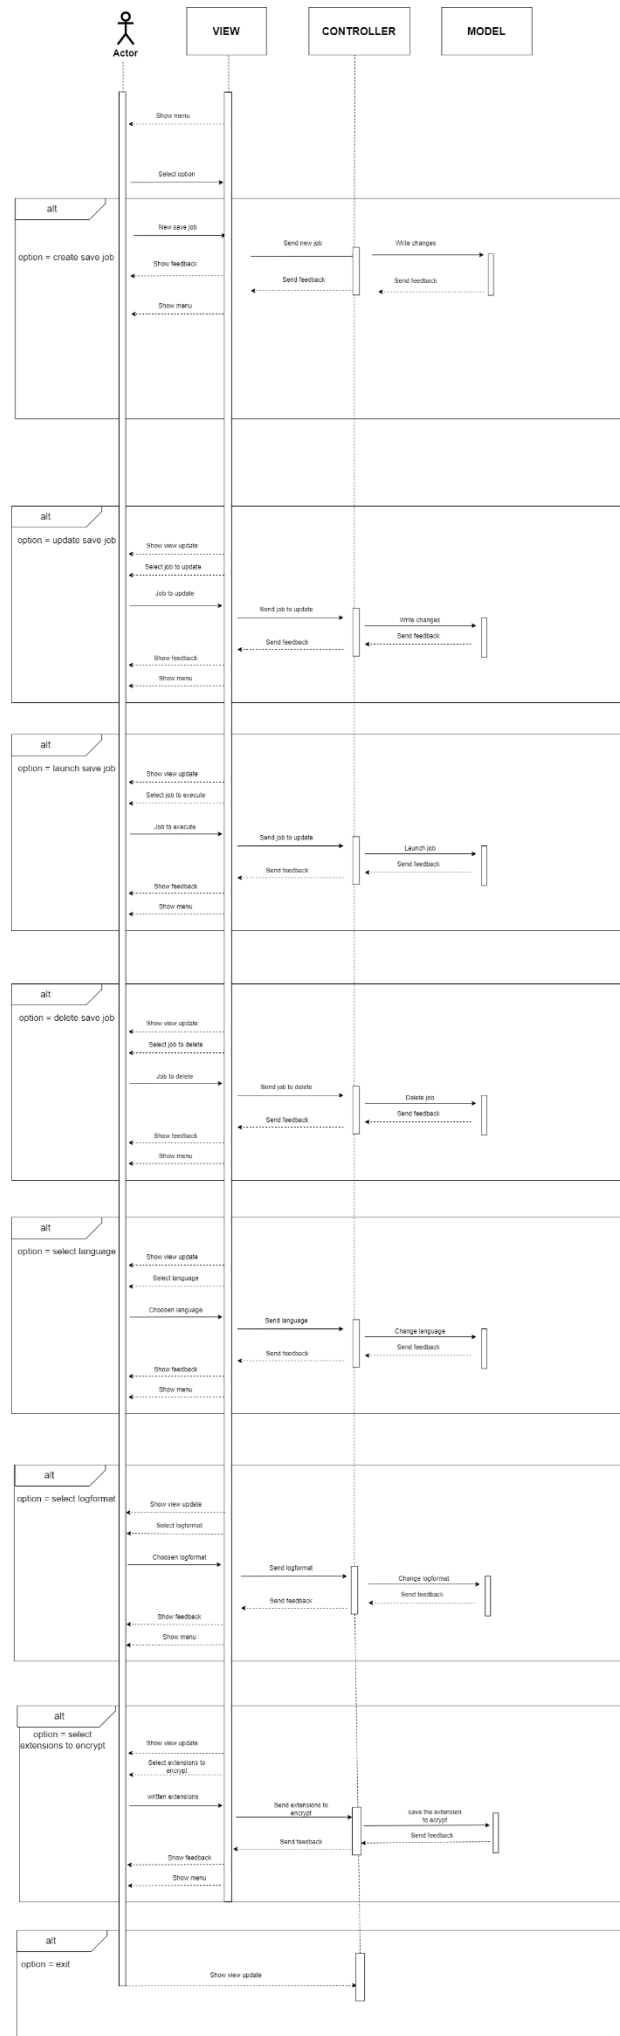 VIEW
CONTROLLER
MODEL
Actor
Show menu
Select option
alt
New save job
Send new job
Write changes
option = create save job
Show feedback
Send feedback
Send feedback
Show menu
alt
option = update save job
Show view update
Select job to update
Job to update
Send job to update
Write changes
Send feedback
Send feedback
Show feedback
Show menu
alt
option = launch save job
Show view update
Select job to execute
Job to execute
Send job to update
Launch job
Send feedback
Send feedback
Show feedback
Show menu
alt
option = delete save job
Show view update
Select job to delete
Job to delete
Send job to delete
Delete job
Send feedback
Send feedback
Show feedback
Show menu
alt
option = select language
Show view update
Select language
Choosen language
Send language
Change language
Send feedback
Send feedback
Show feedback
Show menu
alt
option = select logformat
Show view update
Select logformat
Choosen logformat
Send logformat
Change logformat
Send feedback
Send feedback
Show feedback
Show menu
alt
option = select
extensions to encrypt
Show view update
Select extensions to
encrypt
written extensions
Send extensions to
encrypt
save the extension
to ecrypt
Send feedback
Send feedback
Show feedback
Show menu
alt
option = exit
Show view update